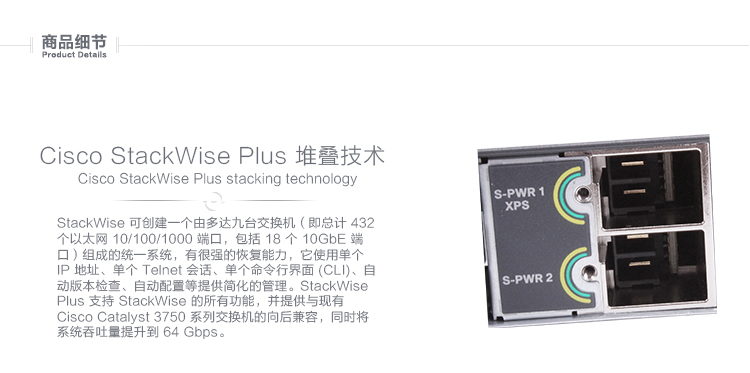 商品细节
Product Details
Cisco StackWise Plus 堆叠技术
Cisco StackWise Plus stacking technology
StackWise 可创建一个由多达九台交换机（即总计 432
个以太网 10/100/1000 端口，包括 18 个 10GbE 端
口）组成的统一系统，有很强的恢复能力，它使用单个
IP 地址、单个 Telnet 会话、单个命令行界面 (CLI)、自
动版本检查、自动配置等提供简化的管理。StackWise
Plus 支持 StackWise 的所有功能，并提供与现有
Cisco Catalyst 3750 系列交换机的向后兼容，同时将
系统吞吐量提升到 64 Gbps。
S-PWR 1
XPS
S-PWR 2